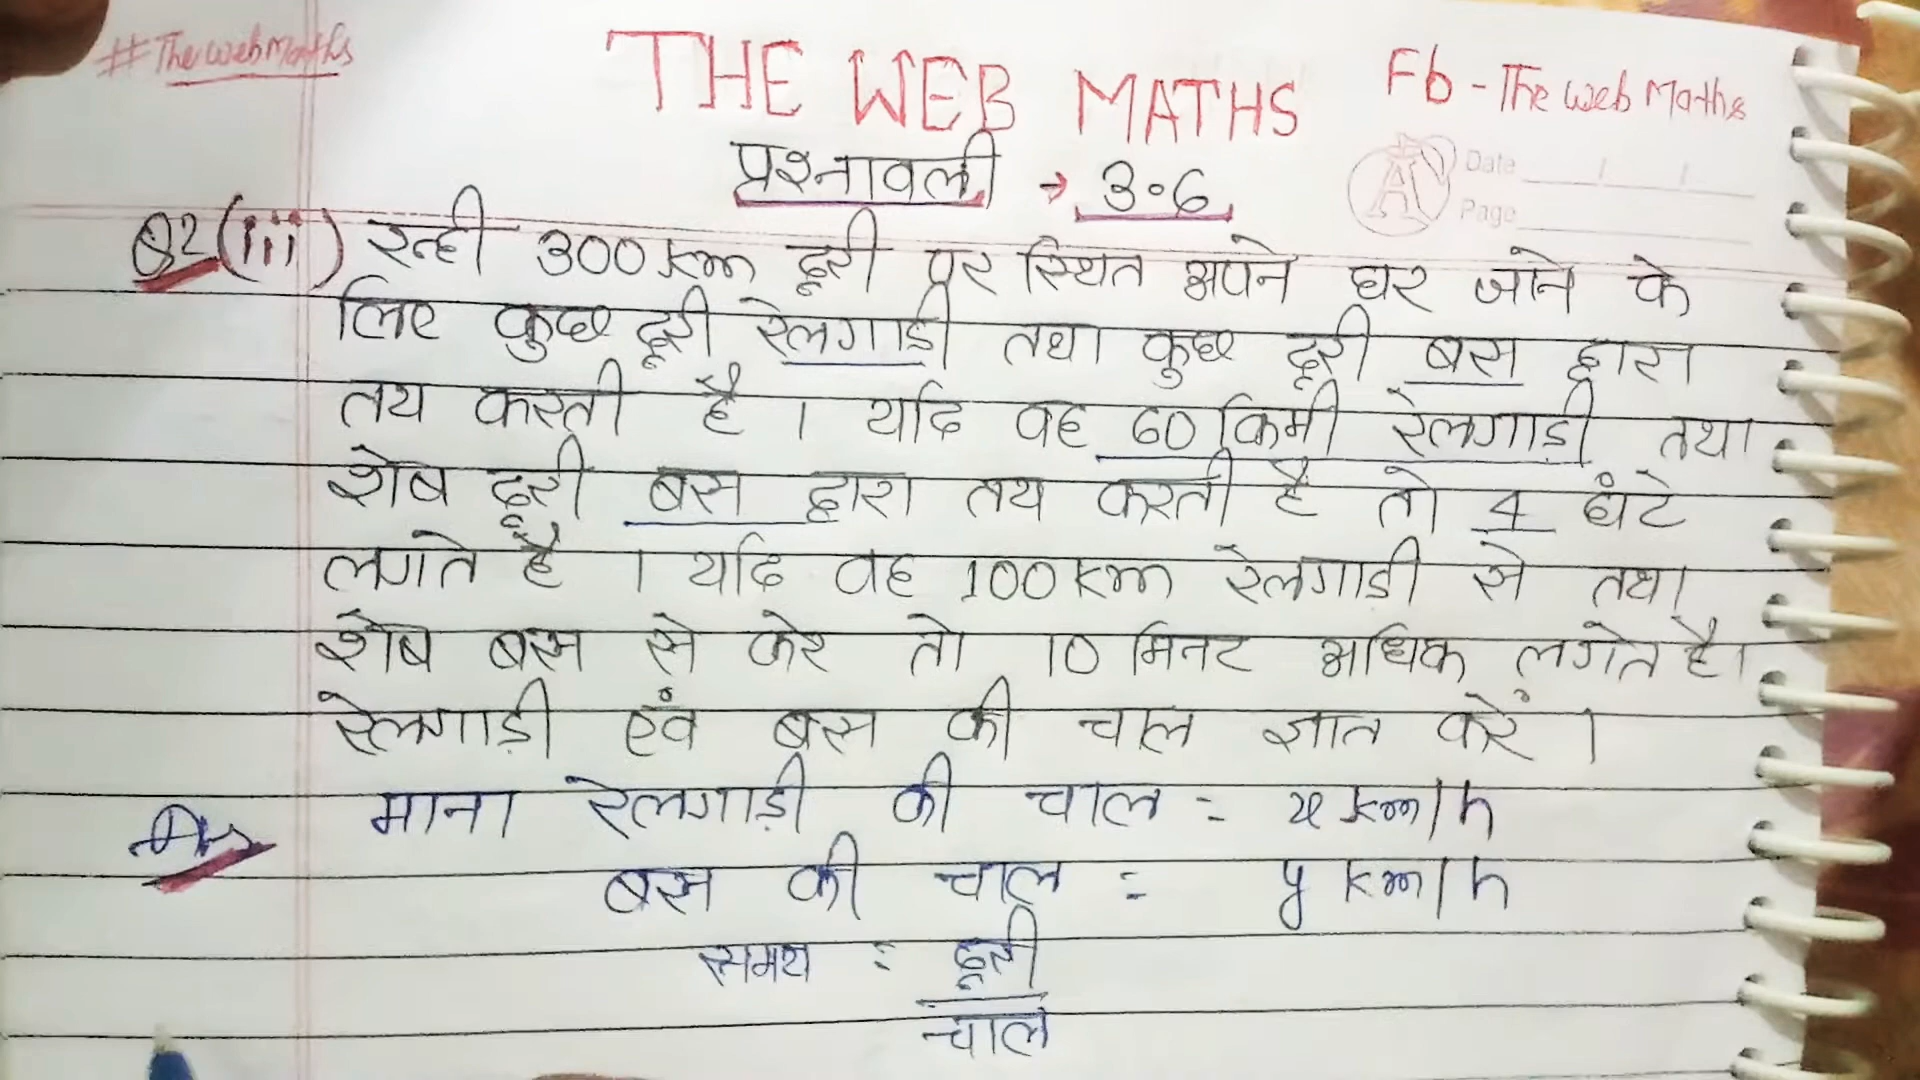 #The Web Maths
THE WEB MATHS
Fb - The Web Maths
Date
Page
प्रश्नावली → 3.6
Q2 (iii) रूही 300 km दूरी पर स्थित अपने घर जाने के
लिए कुछ दूरी रेलगाड़ी तथा कुछ दूरी बस द्वारा
तय करती है । यदि वह 60 किमी रेलगाड़ी तथा
शेष दूरी बस द्वारा तय करती है तो 4 घंटे
लगते है । यदि वह 100 km रेलगाड़ी से तथा
शेष बस से करे तो 10 मिनट अधिक लगते है।
रेलगाड़ी एवं बस की चाल ज्ञात करें ।
Ans माना रेलगाड़ी की चाल = x km/h
बस की चाल = y km/h
समय = दूरी
चाल